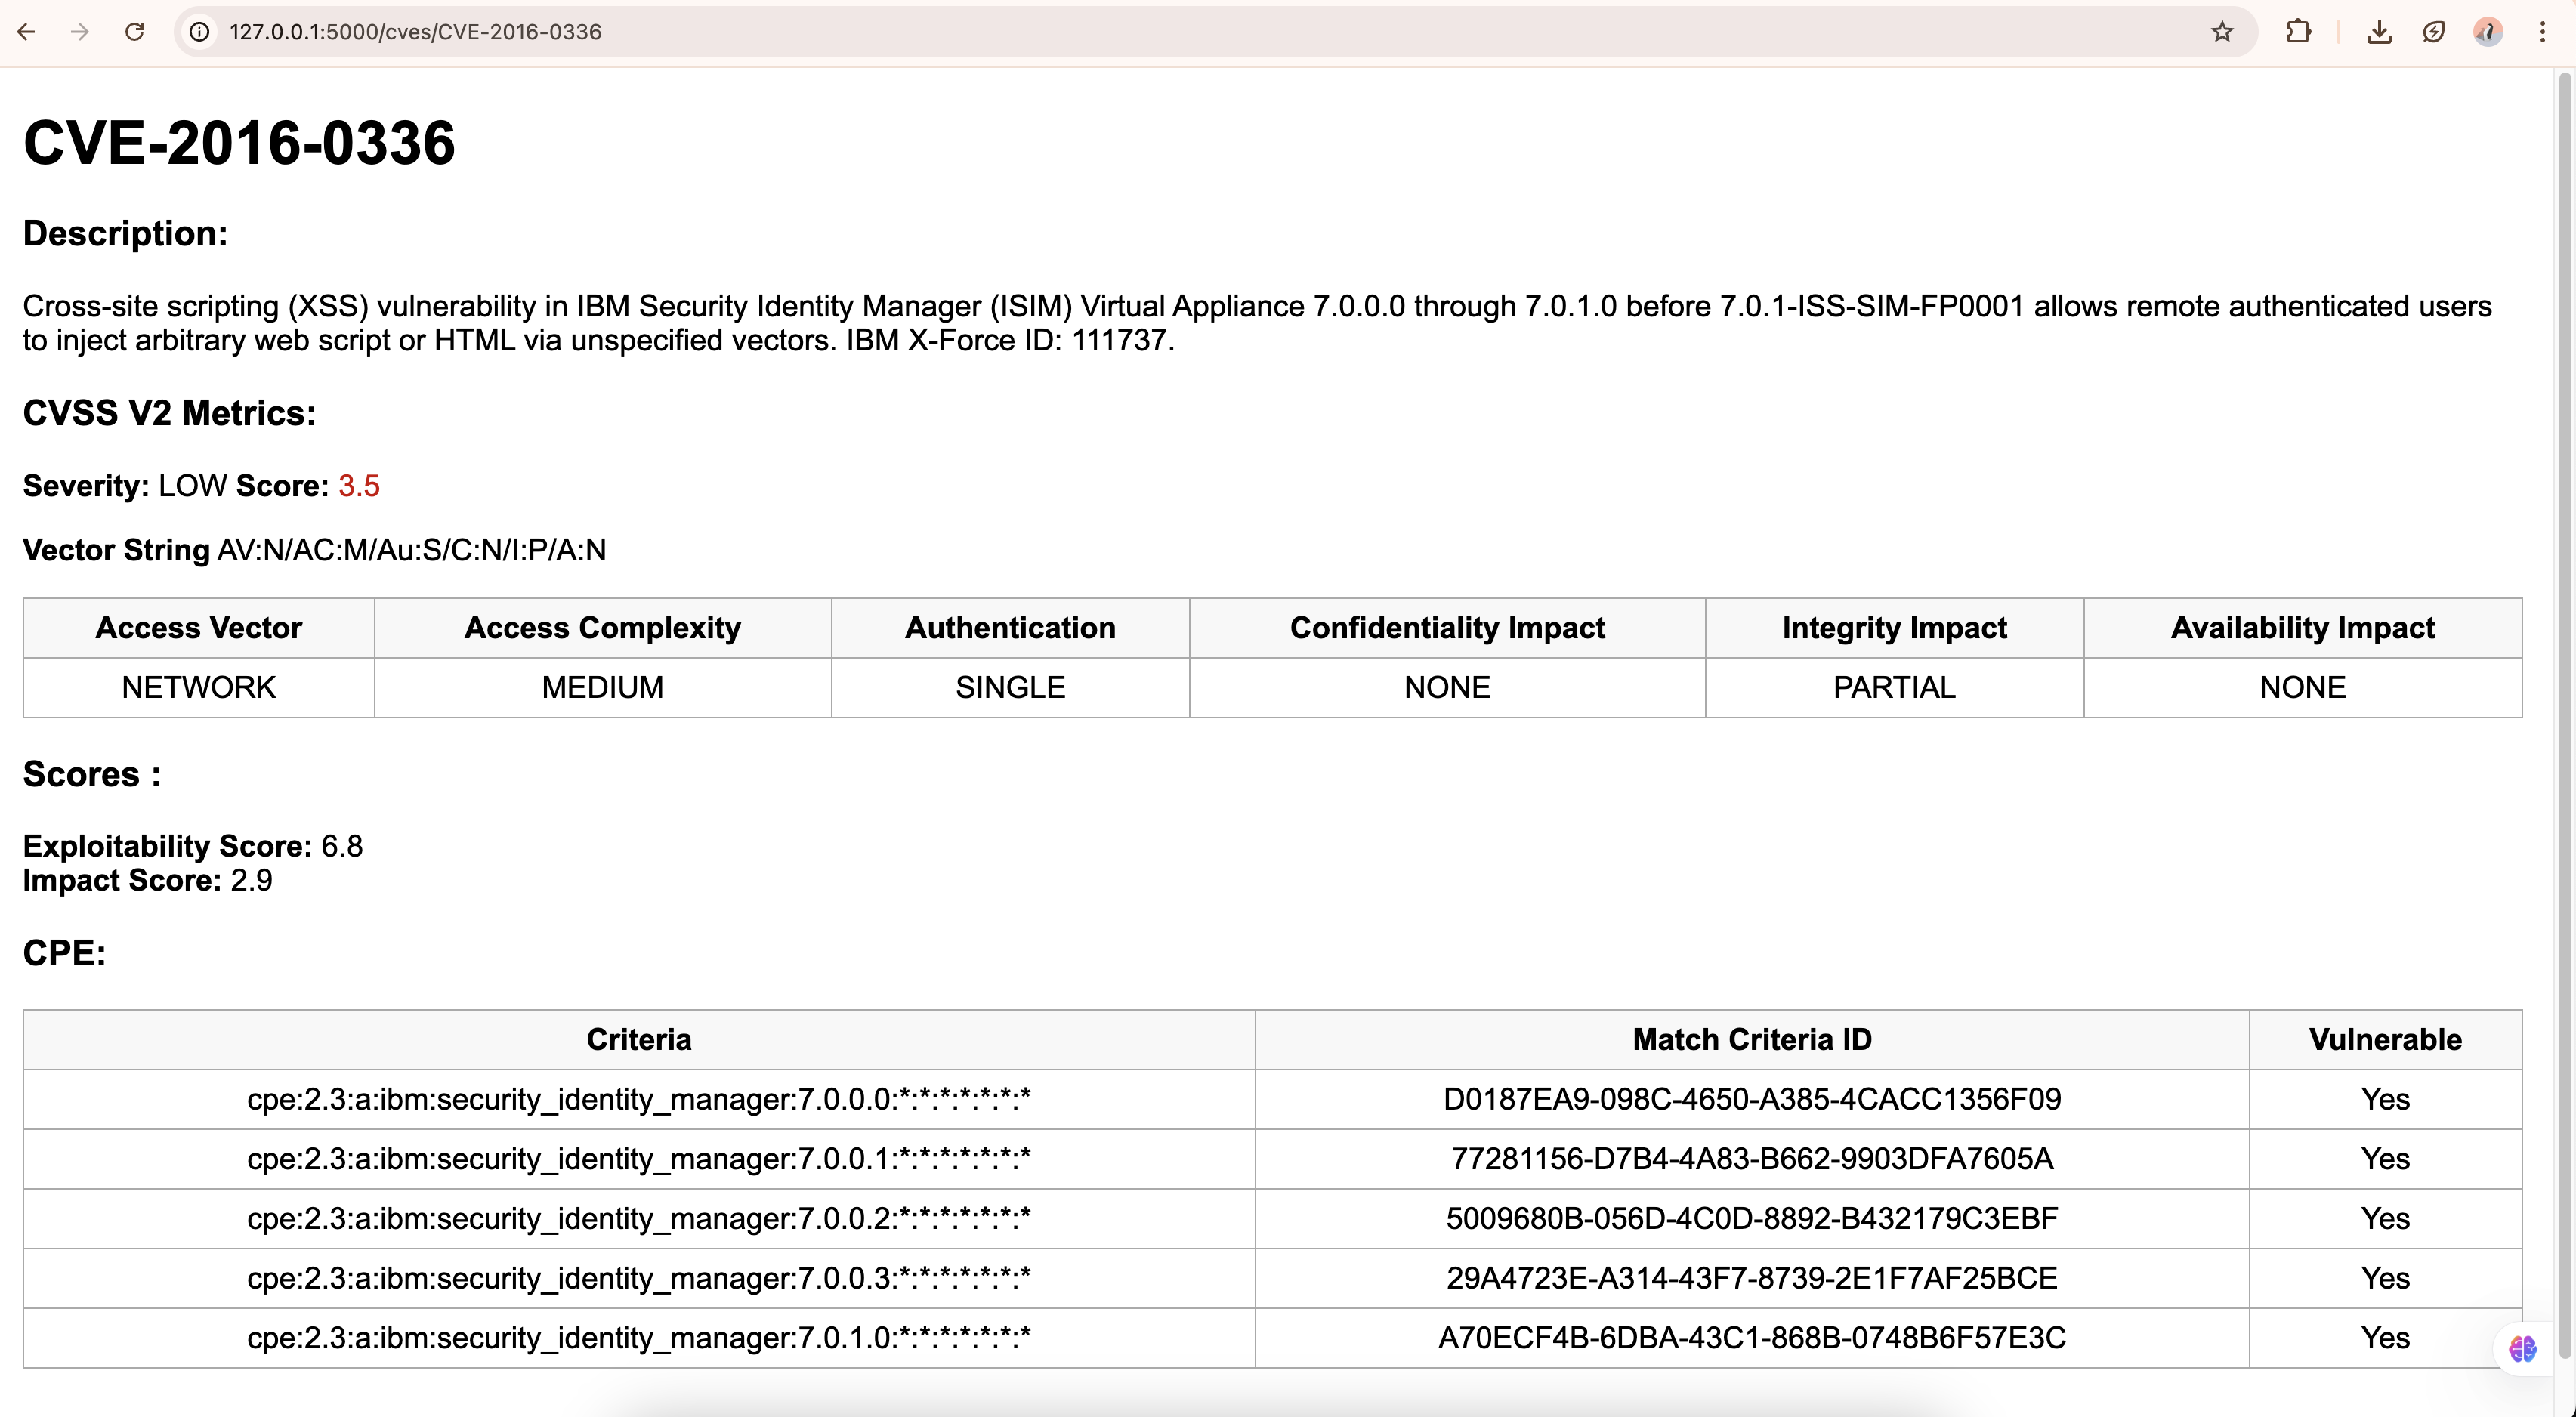 127.0.0.1:5000/cves/CVE-2016-0336
CVE-2016-0336
Description:
Cross-site scripting (XSS) vulnerability in IBM Security Identity Manager (ISIM) Virtual Appliance 7.0.0.0 through 7.0.1.0 before 7.0.1-ISS-SIM-FP0001 allows remote authenticated users
to inject arbitrary web script or HTML via unspecified vectors. IBM X-Force ID: 111737.
CVSS V2 Metrics:
Severity: LOW Score: 3.5
Vector String AV:N/AC:M/Au:S/C:N/I:P/A:N
Access Vector Access Complexity Authentication Confidentiality Impact Integrity Impact Availability Impact
NETWORK MEDIUM SINGLE NONE PARTIAL NONE
Scores :
Exploitability Score: 6.8
Impact Score: 2.9
CPE:
Criteria Match Criteria ID Vulnerable
cpe:2.3:a:ibm:security_identity_manager:7.0.0.0:*:*:*:*:*:*:* D0187EA9-098C-4650-A385-4CACC1356F09 Yes
cpe:2.3:a:ibm:security_identity_manager:7.0.0.1:*:*:*:*:*:*:* 77281156-D7B4-4A83-B662-9903DFA7605A Yes
cpe:2.3:a:ibm:security_identity_manager:7.0.0.2:*:*:*:*:*:*:* 5009680B-056D-4C0D-8892-B432179C3EBF Yes
cpe:2.3:a:ibm:security_identity_manager:7.0.0.3:*:*:*:*:*:*:* 29A4723E-A314-43F7-8739-2E1F7AF25BCE Yes
cpe:2.3:a:ibm:security_identity_manager:7.0.1.0:*:*:*:*:*:*:* A70ECF4B-6DBA-43C1-868B-0748B6F57E3C Yes